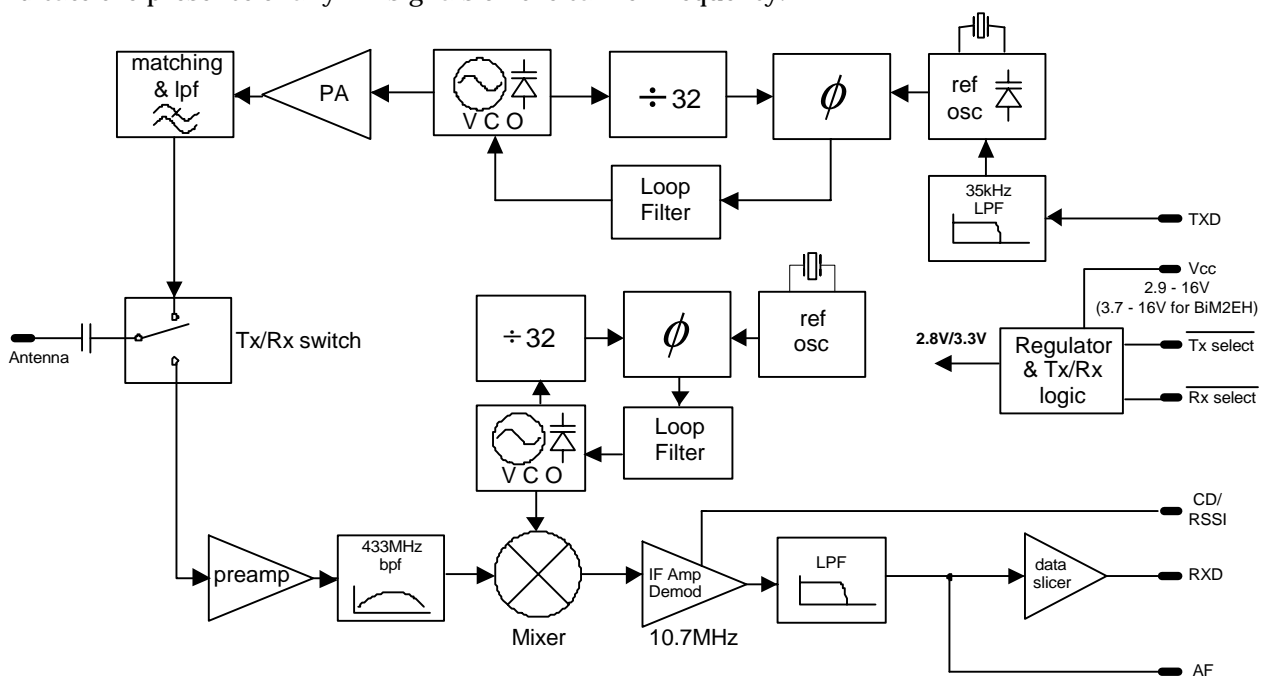 matching
& lpf
PA
V C O
÷ 32
ϕ
ref
osc
Loop
Filter
35kHz
LPF
TXD
Vcc
2.9 - 16V
(3.7 - 16V for BiM2EH)
Antenna
Tx/Rx switch
÷ 32
ϕ
ref
osc
2.8V/3.3V
Regulator
& Tx/Rx
logic
Tx select
Rx select
V C O
Loop
Filter
CD/
RSSI
preamp
433MHz
bpf
Mixer
IF Amp
Demod
10.7MHz
LPF
data
slicer
RXD
AF